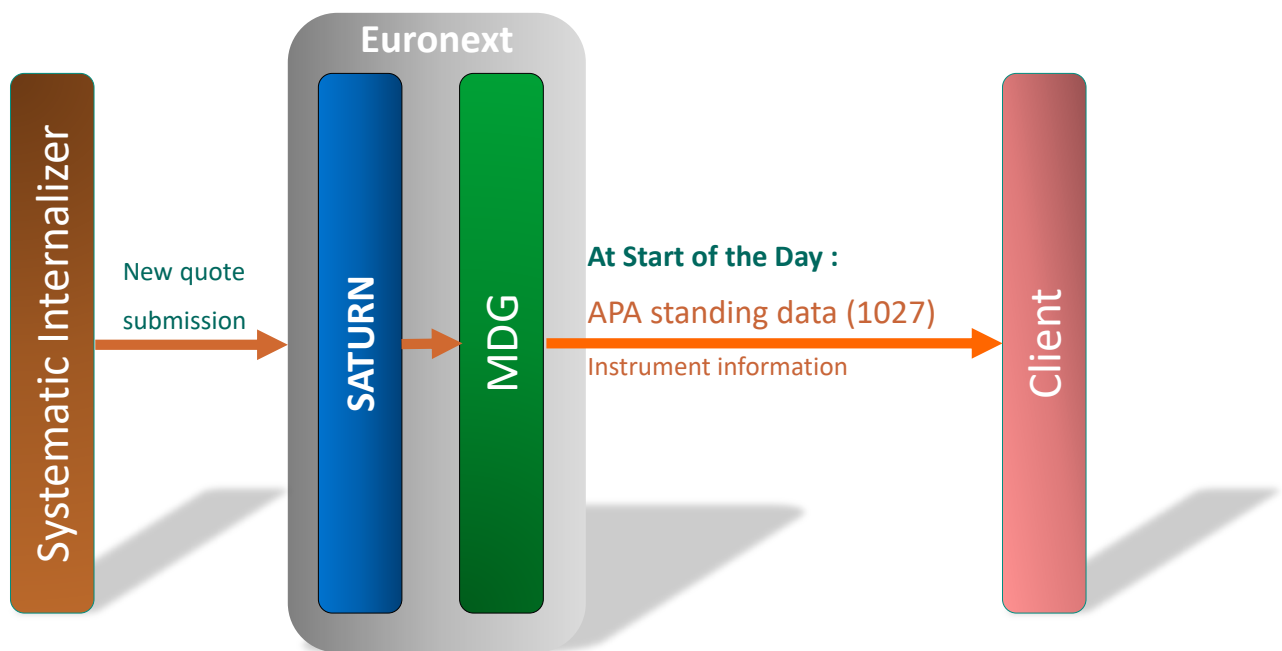 Euronext
Systematic Internalizer
New quote
submission
SATURN
MDG
At Start of the Day :
APA standing data (1027)
Instrument information
Client